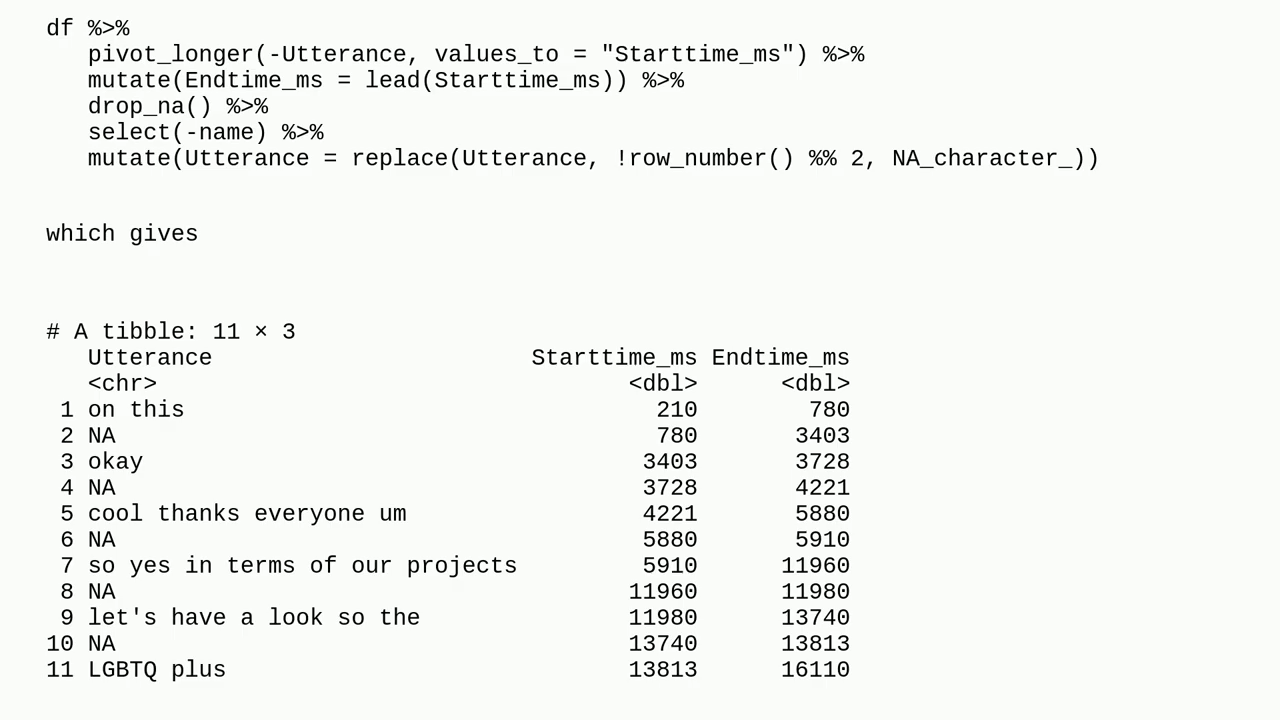 df %>%
   pivot_longer(-Utterance, values_to = "Starttime_ms") %>%
   mutate(Endtime_ms = lead(Starttime_ms)) %>%
   drop_na() %>%
   select(-name) %>%
   mutate(Utterance = replace(Utterance, !row_number() %% 2, NA_character_))
which gives
# A tibble: 11 × 3
   Utterance                       Starttime_ms Endtime_ms
   <chr>                                  <dbl>      <dbl>
 1 on this                                  210        780
 2 NA                                       780       3403
 3 okay                                    3403       3728
 4 NA                                      3728       4221
 5 cool thanks everyone um                 4221       5880
 6 NA                                      5880       5910
 7 so yes in terms of our projects         5910      11960
 8 NA                                     11960      11980
 9 let's have a look so the               11980      13740
10 NA                                     13740      13813
11 LGBTQ plus                             13813      16110